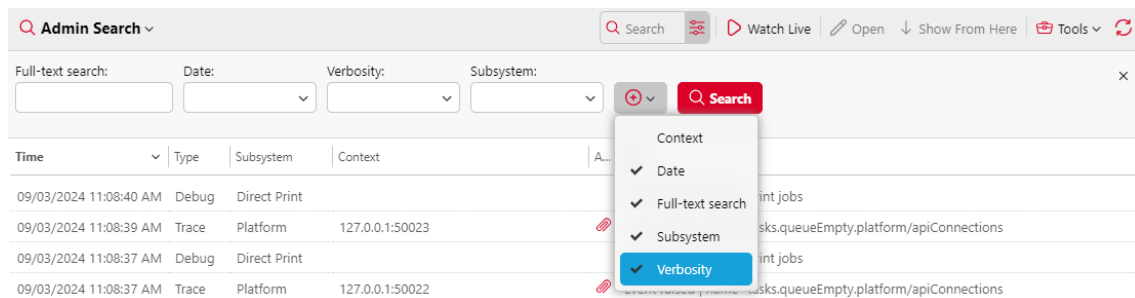 Admin Search
Search
Watch Live
Open
Show From Here
Tools
Full-text search:
Date:
Verbosity:
Subsystem:
Search
Context
Date
Full-text search
Subsystem
Verbosity
Time Type Subsystem Context A...
09/03/2024 11:08:40 AM Debug Direct Print int jobs
09/03/2024 11:08:39 AM Trace Platform 127.0.0.1:50023 sks.queueEmpty.platform/apiConnections
09/03/2024 11:08:37 AM Debug Direct Print int jobs
09/03/2024 11:08:37 AM Trace Platform 127.0.0.1:50022 sks.queueEmpty.platform/apiConnections